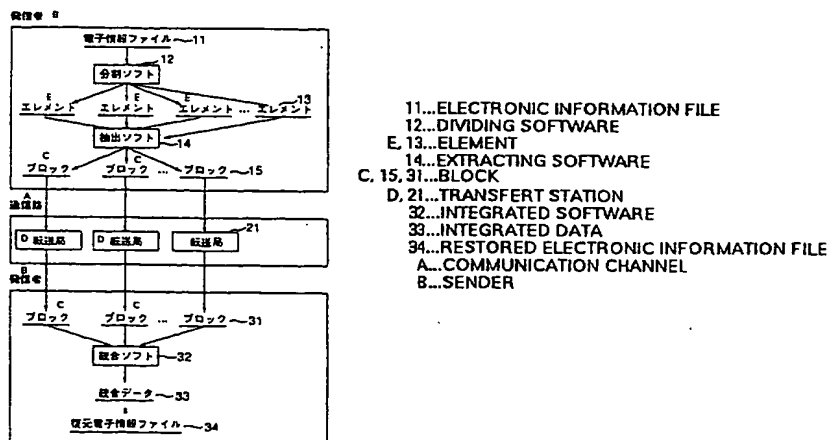 発信者 B
電子情報ファイル 11
12
分割ソフト
E E E 13
エレメント エレメント エレメント … エレメント
抽出ソフト
14
C C
ブロック ブロック … ブロック 15
A
通信路
21
D 転送局 D 転送局 転送局
B
発信者
C C
ブロック ブロック … ブロック 31
統合ソフト 32
統合データ 33
復元電子情報ファイル 34
11...ELECTRONIC INFORMATION FILE
12...DIVIDING SOFTWARE
E, 13...ELEMENT
14...EXTRACTING SOFTWARE
C, 15, 31...BLOCK
D, 21...TRANSFERT STATION
32...INTEGRATED SOFTWARE
33...INTEGRATED DATA
34...RESTORED ELECTRONIC INFORMATION FILE
A...COMMUNICATION CHANNEL
B...SENDER